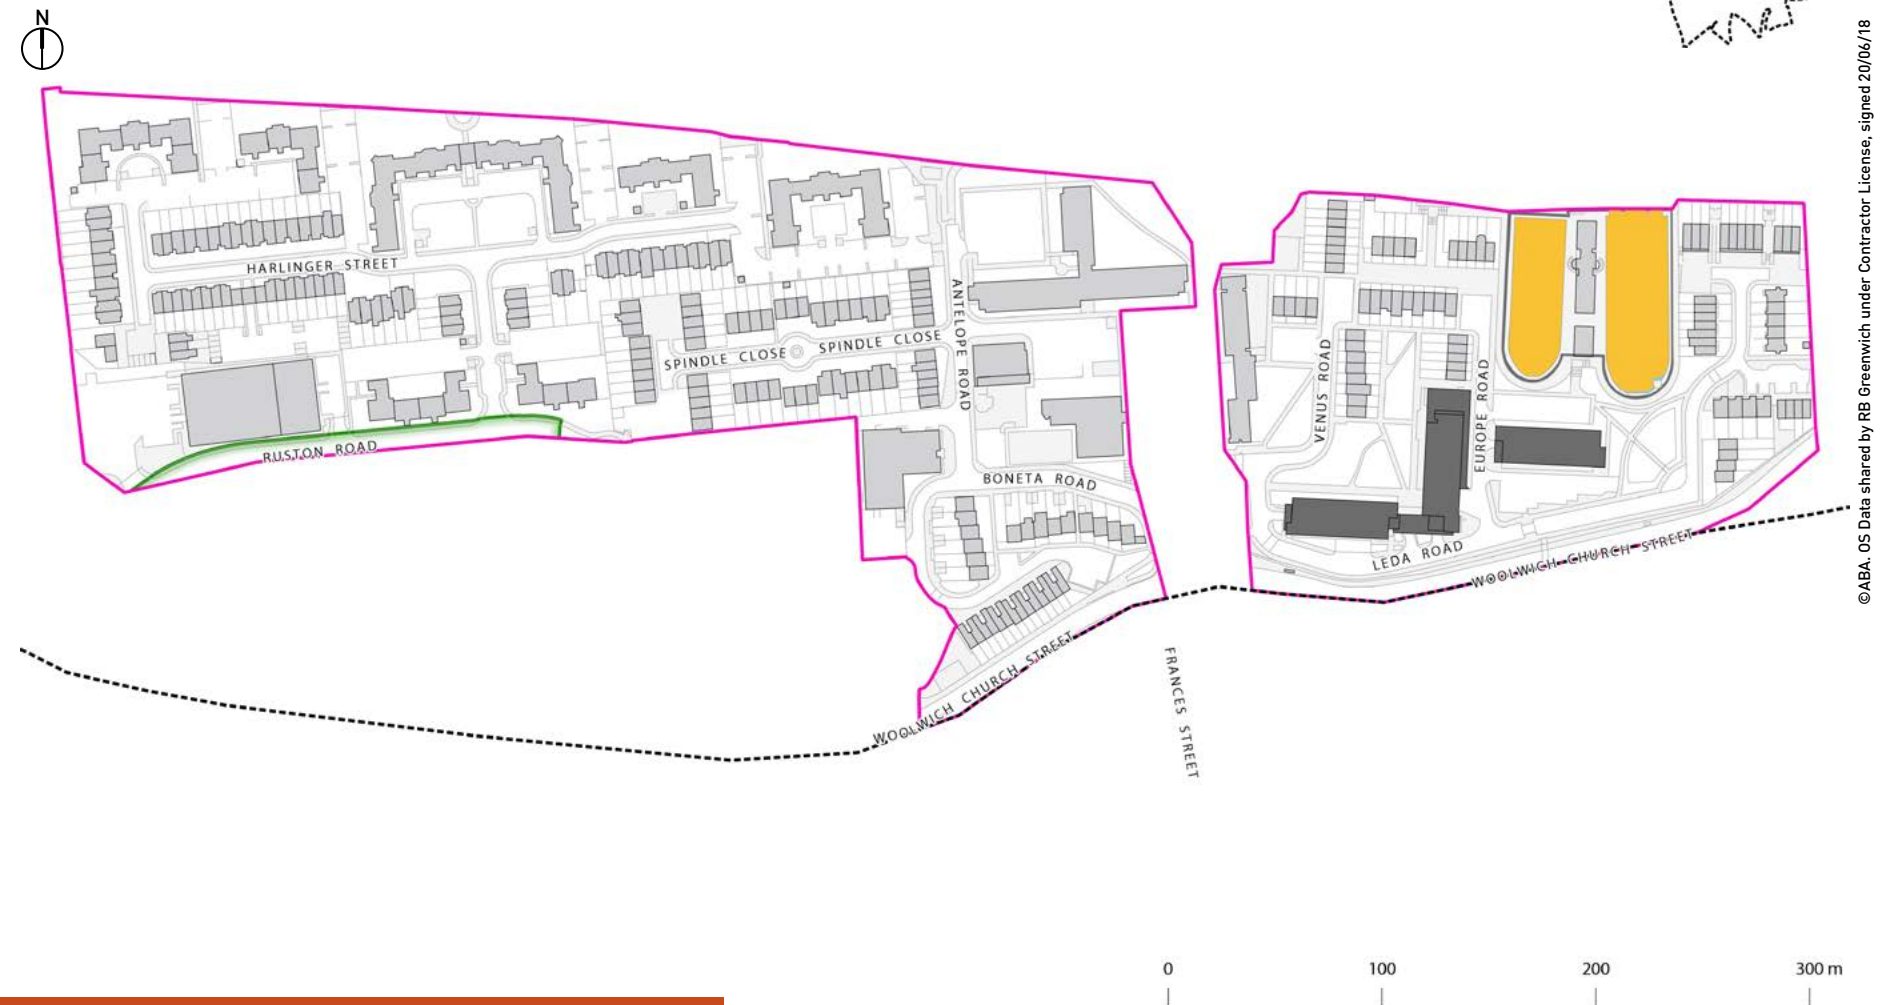 N
©ABA. OS Data shared by RB Greenwich under Contractor License, signed 20/06/18
HARLINGER STREET
ANTELOPE ROAD
SPINDLE CLOSE
SPINDLE CLOSE
VENUS ROAD
EUROPE ROAD
RUSTON ROAD
BONETA ROAD
LEDA ROAD
WOOLWICH CHURCH STREET
WOOLWICH CHURCH STREET
FRANCES STREET
0 100 200 300 m